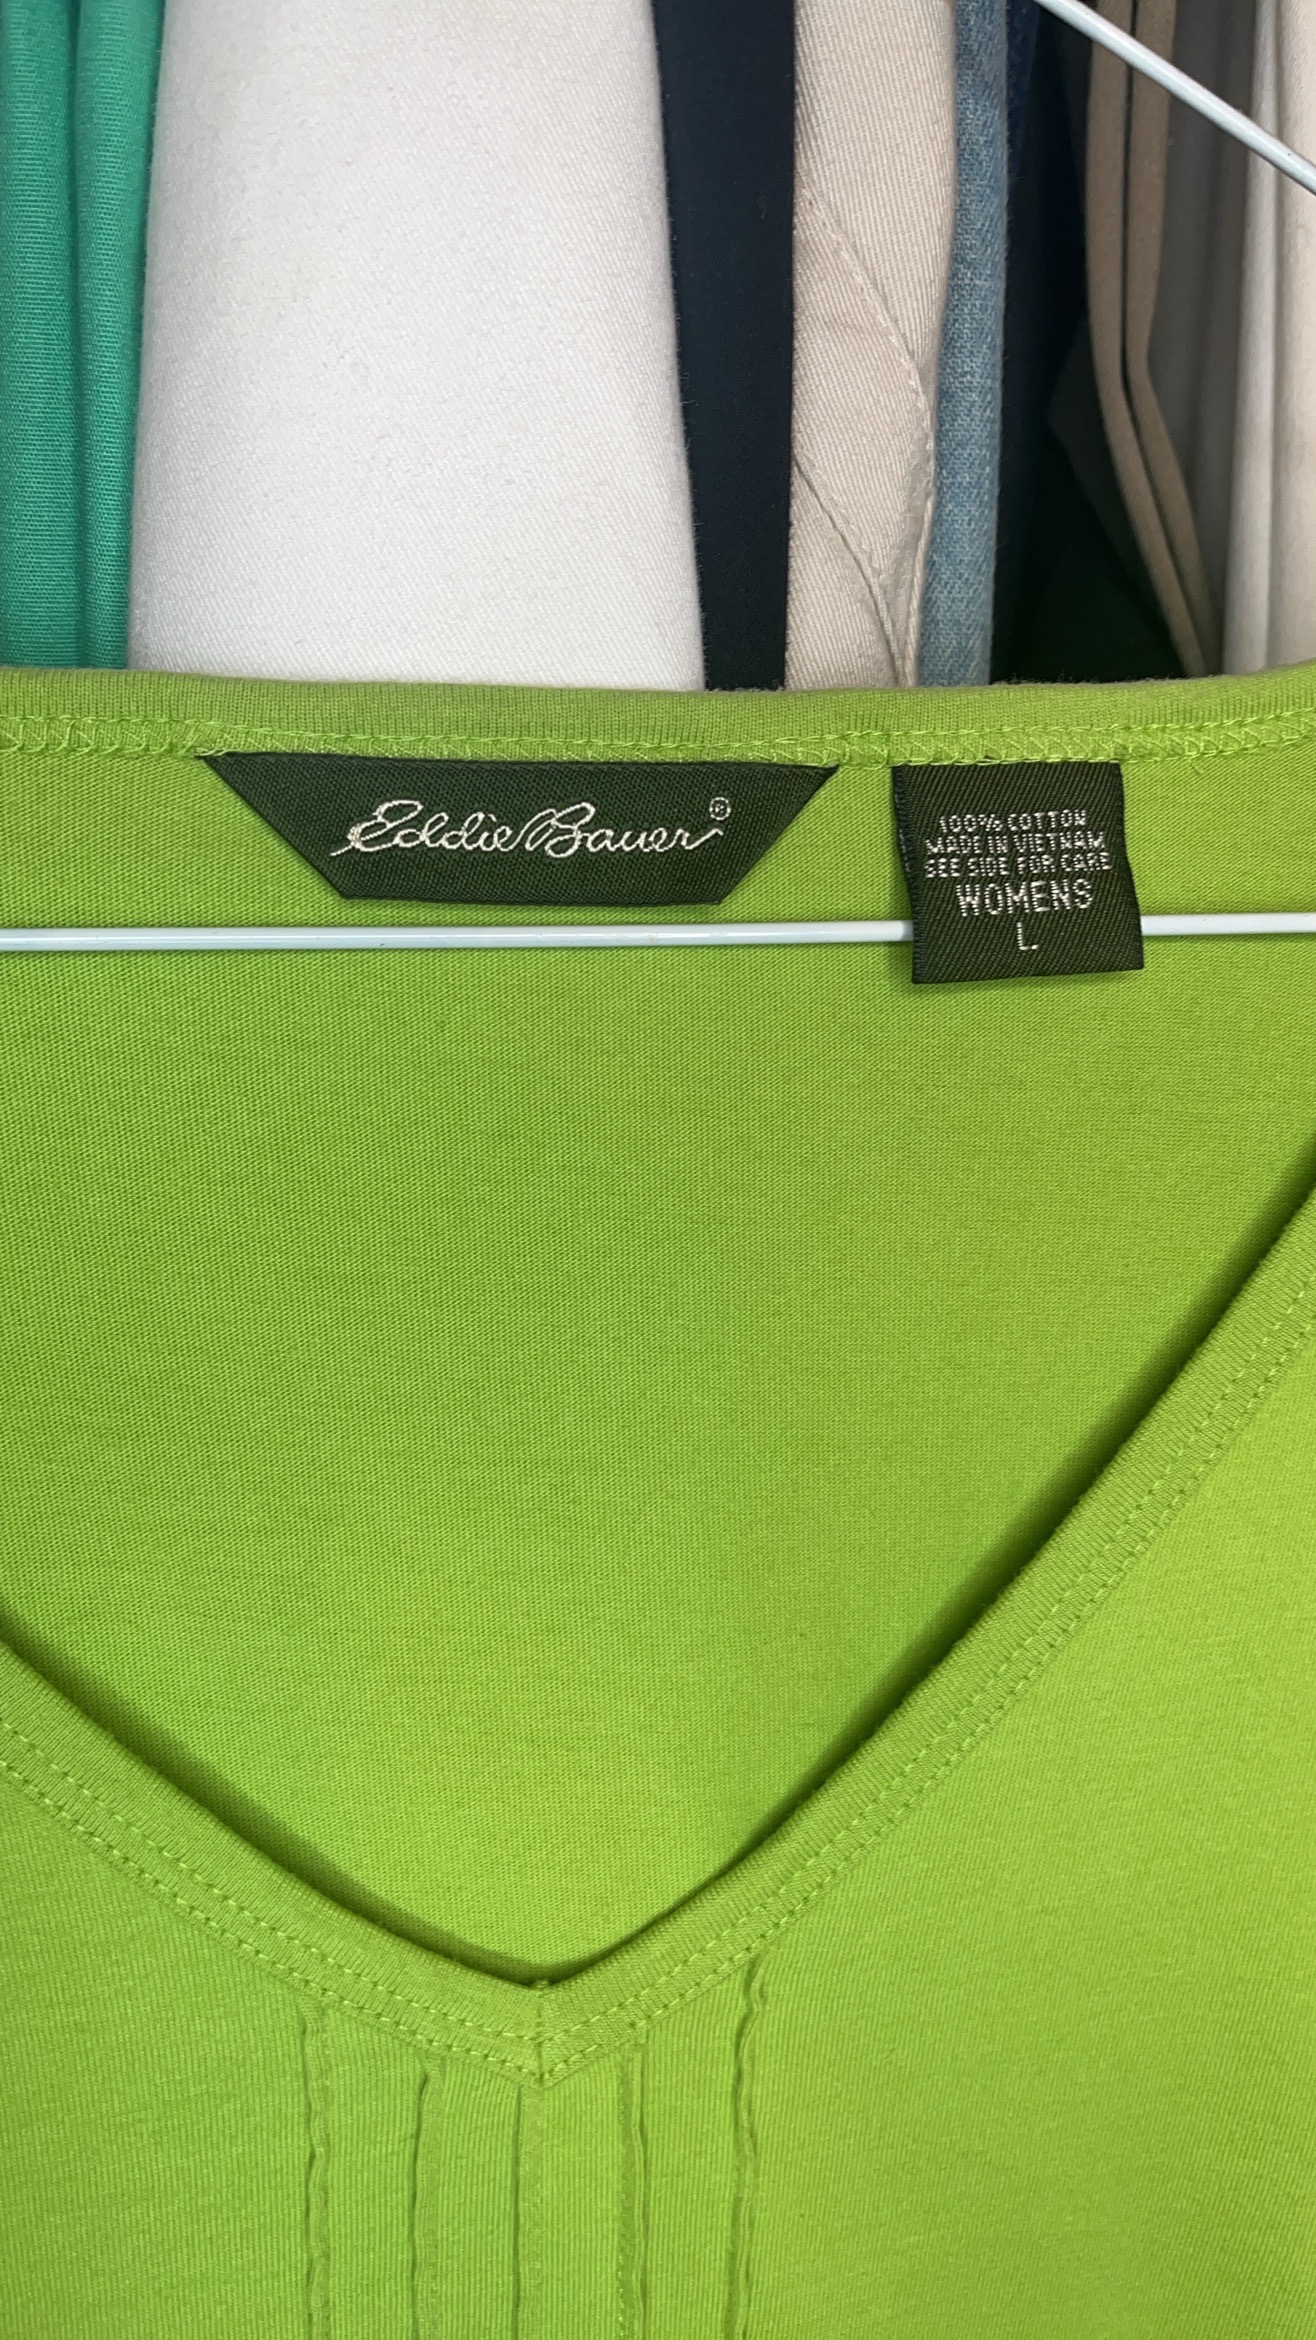 Eddie Bauer®
100% COTTON
MADE IN VIETNAM
SEE SIDE FOR CARE
WOMENS
L